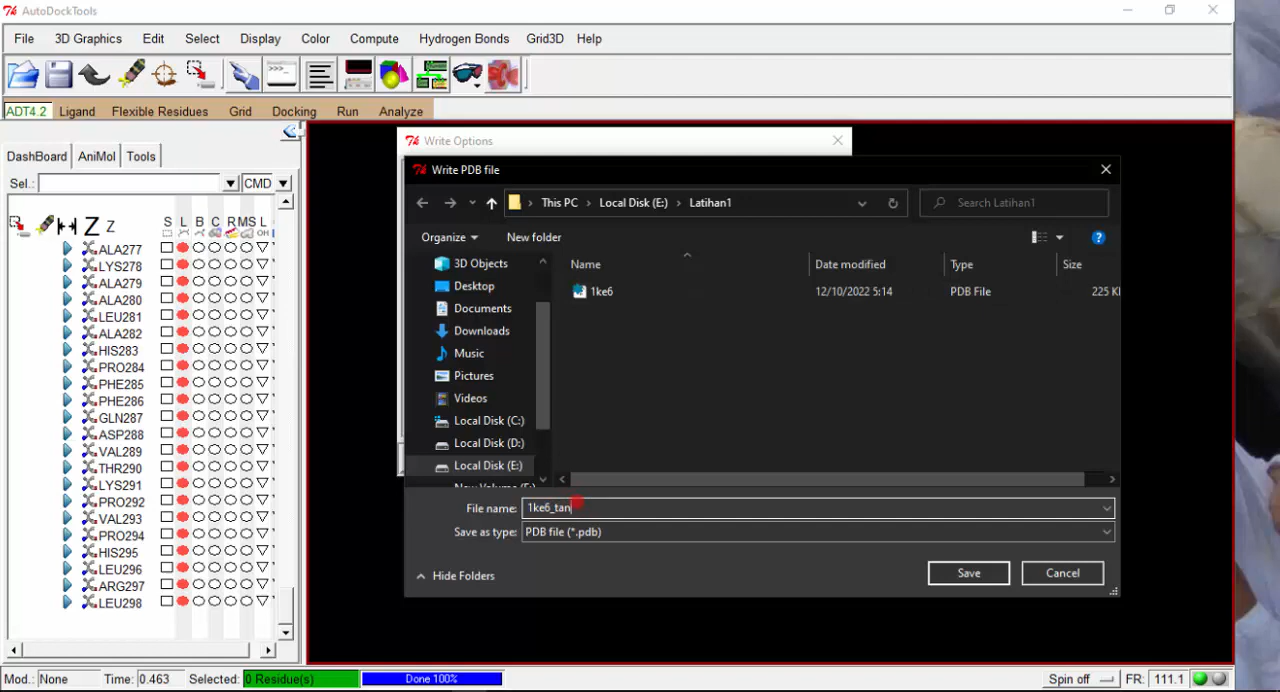 AutoDockTools
File 3D Graphics Edit Select Display Color Compute Hydrogen Bonds Grid3D Help
ADT4.2 Ligand Flexible Residues Grid Docking Run Analyze
Write Options
DashBoard AniMol Tools
Write PDB file
Sel.: CMD
This PC Local Disk (E:) Latihan1
Search Latihan1
S L B C R MS L
Z Z
OH
Organize New folder
ALA277
LYS278
ALA279
ALA280
LEU281
ALA282
HIS283
PRO284
PHE285
PHE286
GLN287
ASP288
VAL289
THR290
LYS291
PRO292
VAL293
PRO294
HIS295
LEU296
ARG297
LEU298
3D Objects
Desktop
Documents
Downloads
Music
Pictures
Videos
Local Disk (C:)
Local Disk (D:)
Local Disk (E:)
Name Date modified Type Size
1ke6 12/10/2022 5:14 PDB File 225 K
File name: 1ke6_tan
Save as type: PDB file (*.pdb)
Hide Folders
Save Cancel
Mod.: None Time: 0.463 Selected: 0 Residue(s) Done 100% Spin off FR: 111.1